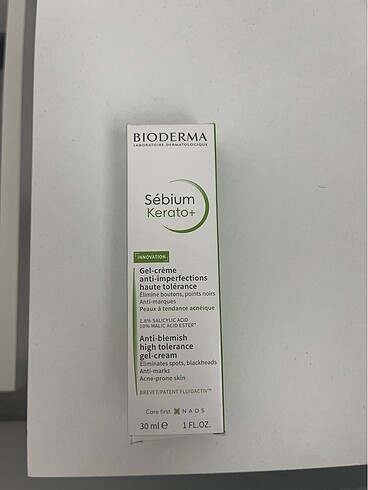 BIODERMA
LABORATOIRE DERMATOLOGIQUE
Sébium
Kerato+
INNOVATION
Gel-crème
anti-imperfections
haute tolérance
Élimine boutons, points noirs
Anti-marques
Peaux à tendance acnéique
1.8% SALICYLIC ACID
10% MALIC ACID ESTER*
Anti-blemish
high tolerance
gel-cream
Eliminates spots, blackheads
Anti-marks
Acne-prone skin
BREVET/PATENT FLUIDACTIV™
Care first NAOS
30 ml ℮ 1 FL.OZ.